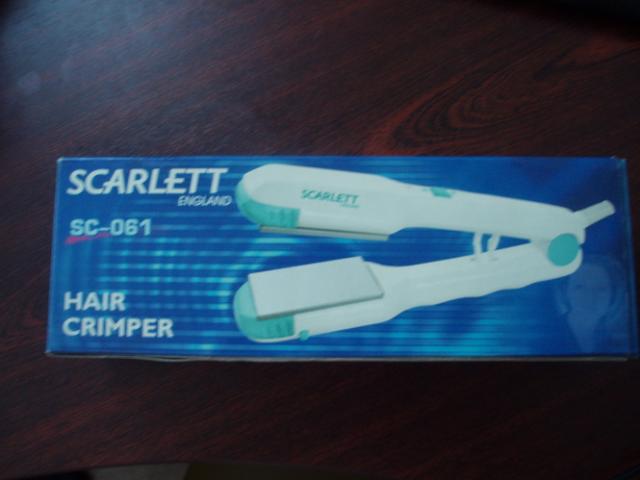 SCARLETT
ENGLAND
SC-061
HAIR
CRIMPER
SCARLETT